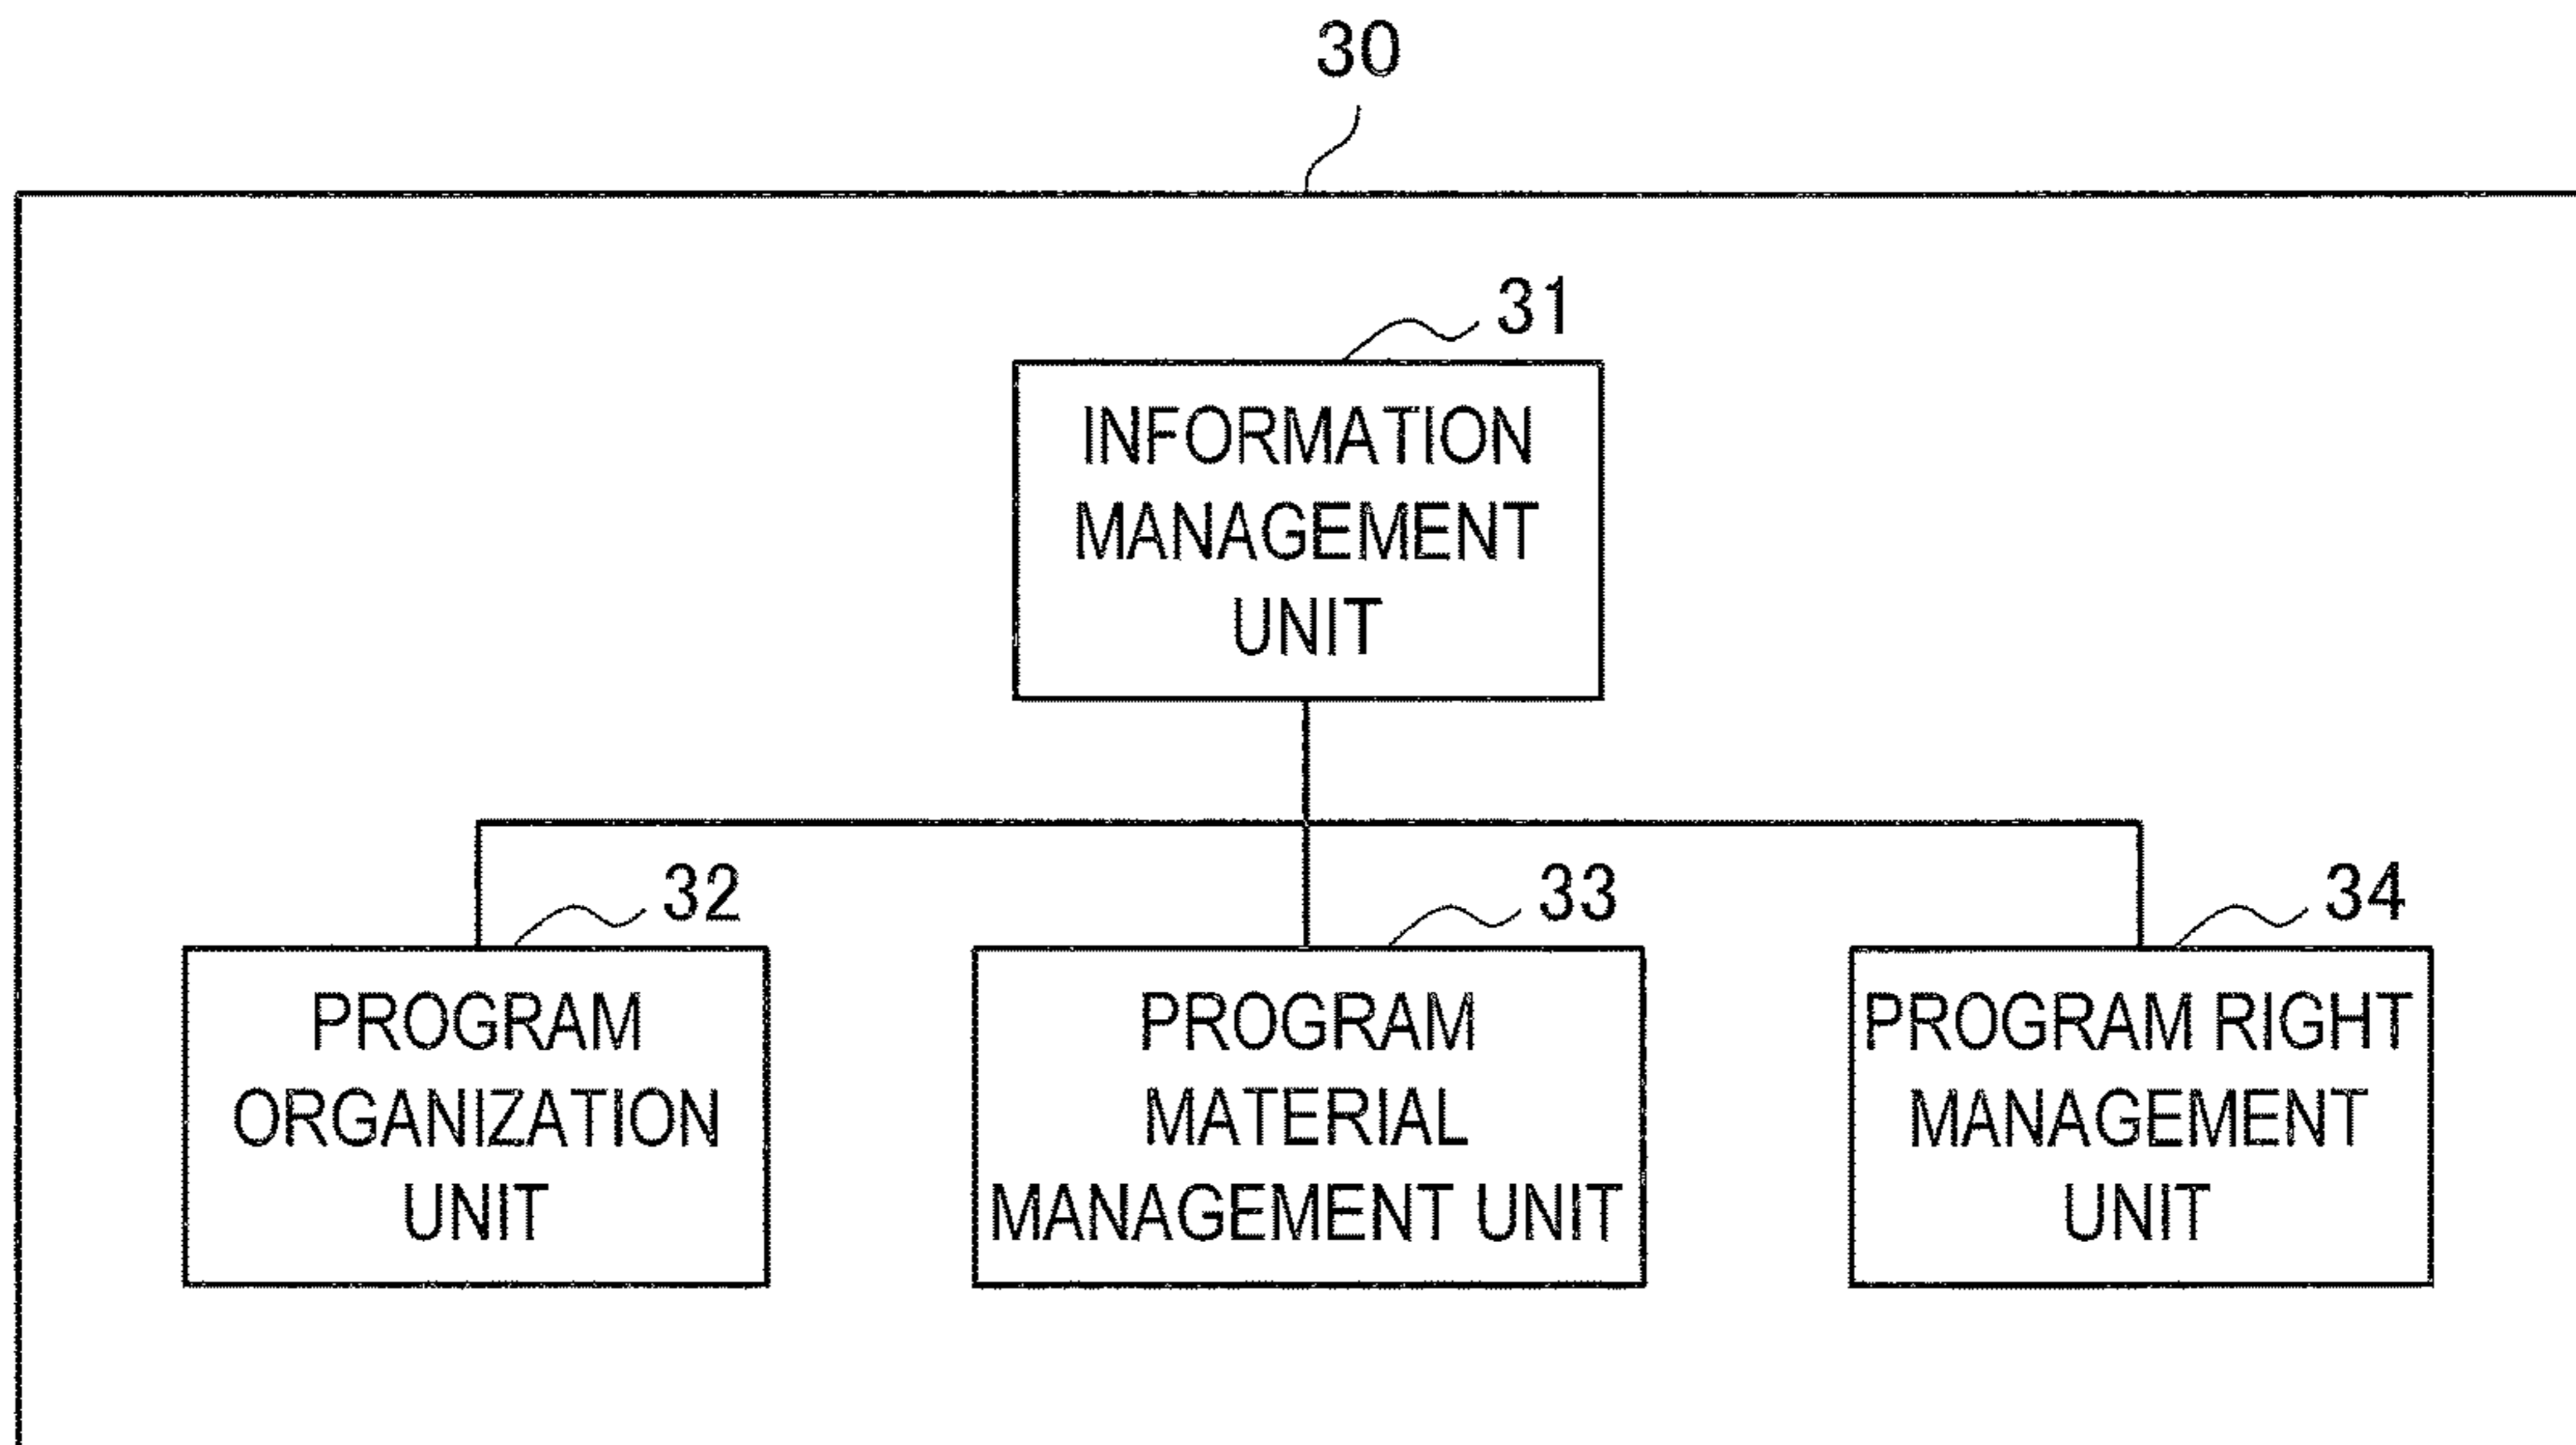 30
31
INFORMATION
MANAGEMENT
UNIT
32
PROGRAM
ORGANIZATION
UNIT
33
PROGRAM
MATERIAL
MANAGEMENT UNIT
34
PROGRAM RIGHT
MANAGEMENT
UNIT